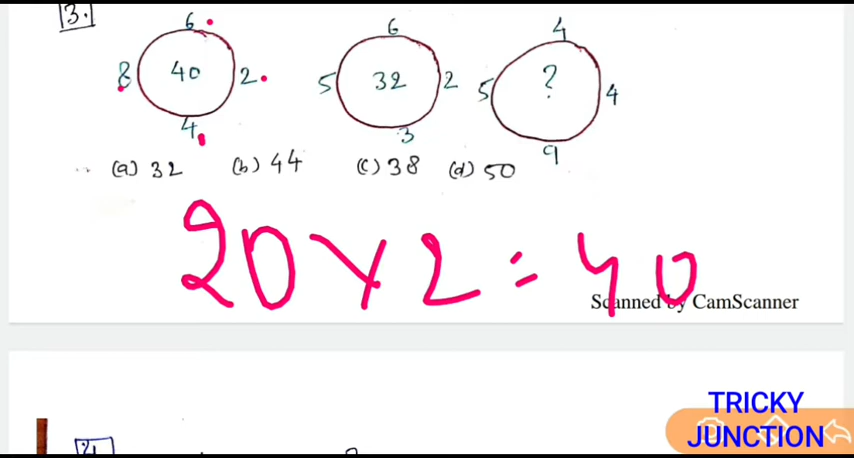 3.
6 6 4
8 40 2 5 32 2 5 ? 4
4 3 9
(a) 32 (b) 44 (c) 38 (d) 50
20 × 2 = 40
Scanned by CamScanner
TRICKY
JUNCTION